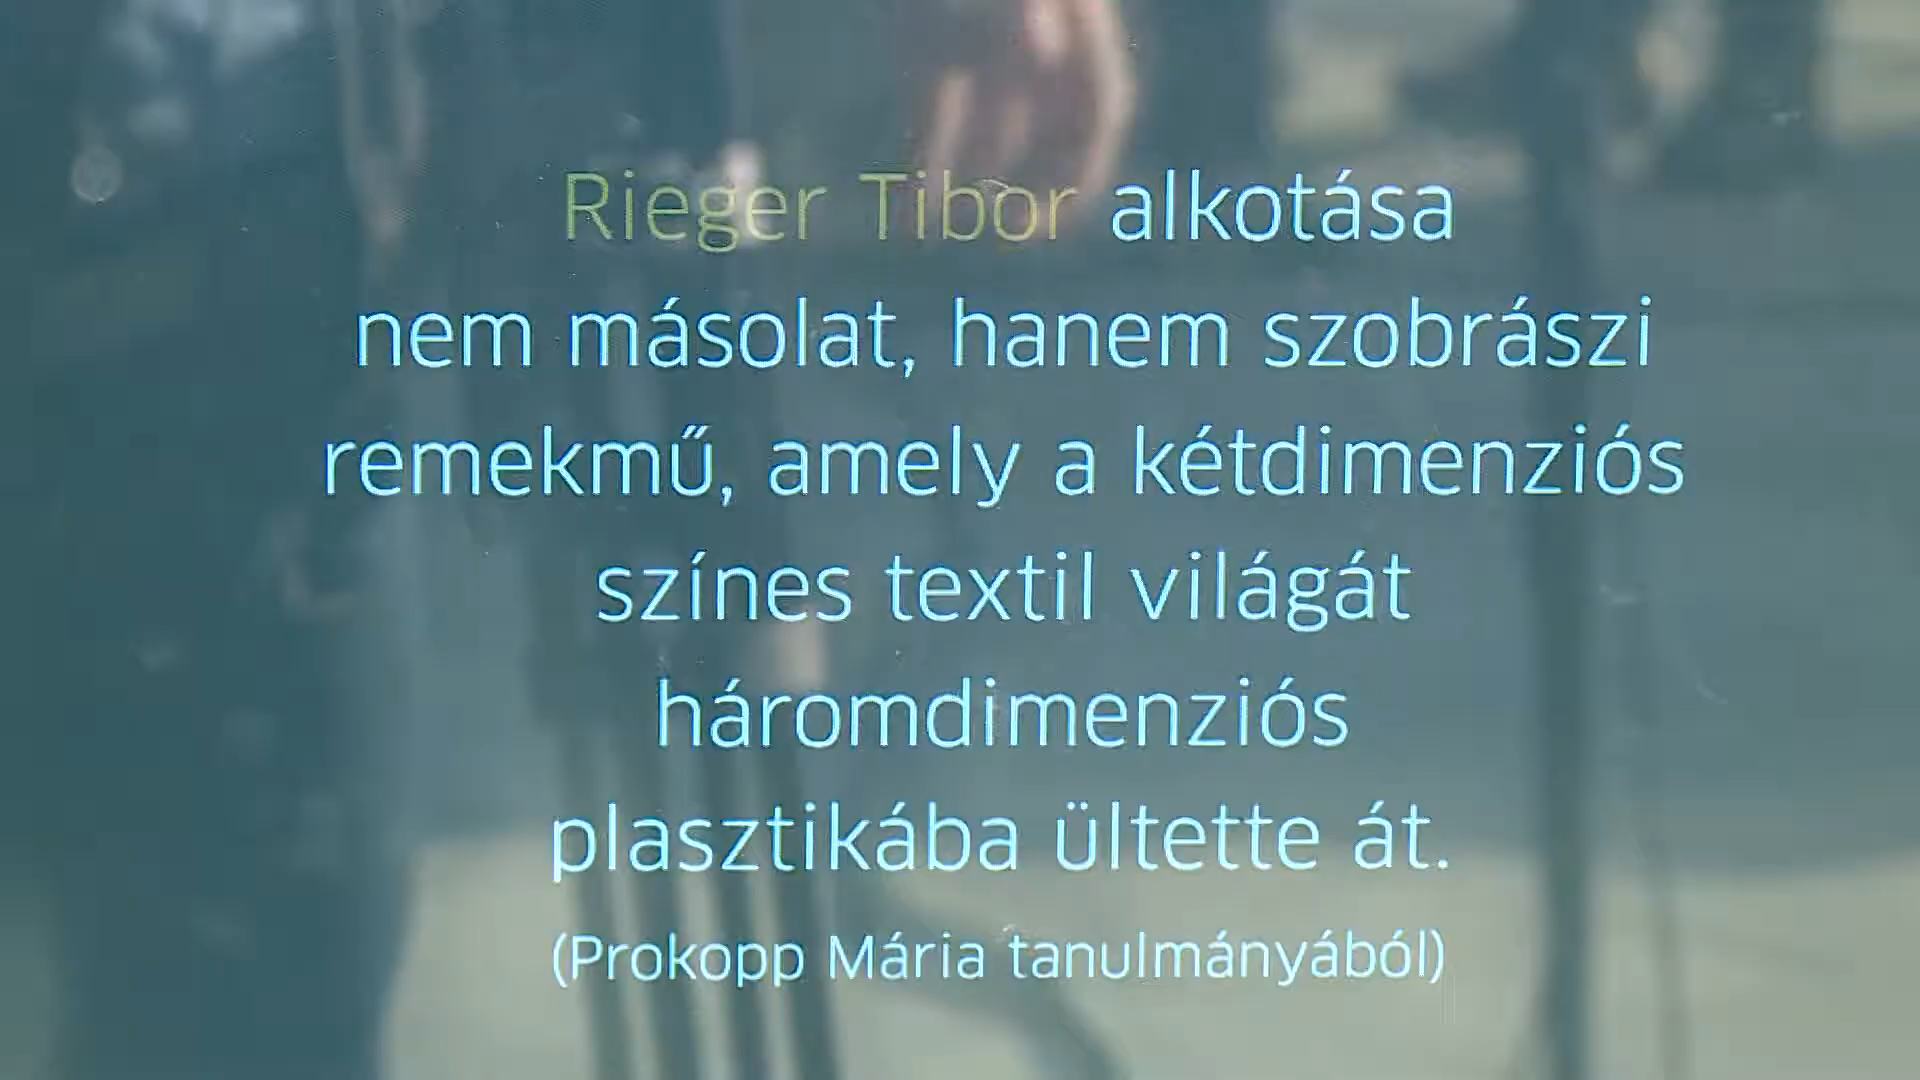 Rieger Tibor alkotása
nem másolat, hanem szobrászi
remekmű, amely a kétdimenziós
színes textil világát
háromdimenziós
plasztikába ültette át.
(Prokopp Mária tanulmányából)